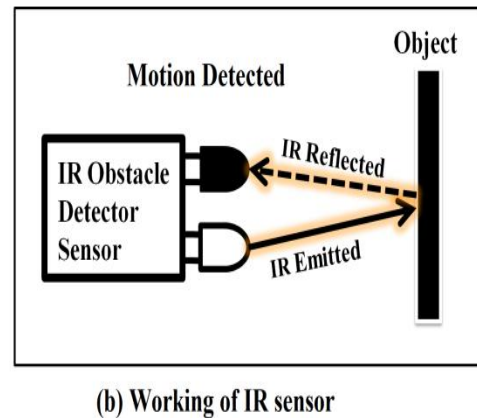 Object
Motion Detected
IR Obstacle
Detector
Sensor
IR Reflected
IR Emitted
(b) Working of IR sensor